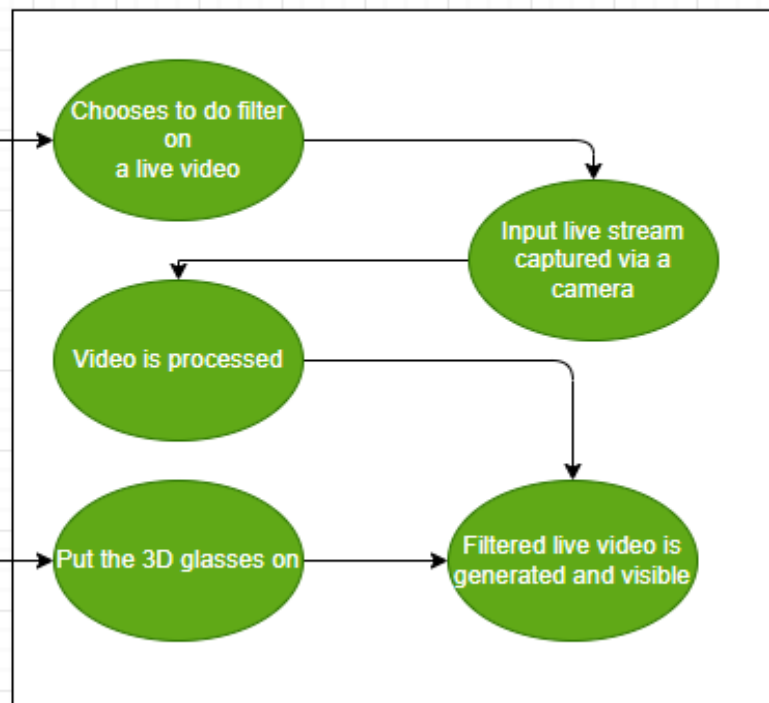 Chooses to do filter
on
a live video
Input live stream
captured via a
camera
Video is processed
Put the 3D glasses on
Filtered live video is
generated and visible